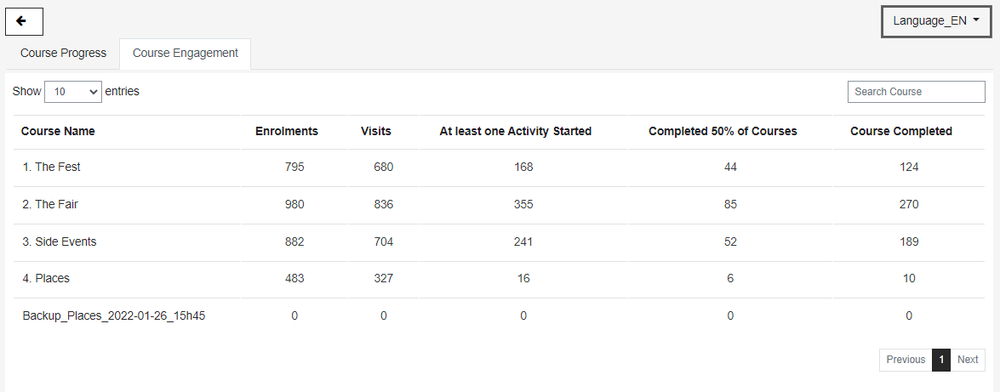 Language_EN
Course Progress Course Engagement
Show 10 entries Search Course
Course Name Enrolments Visits At least one Activity Started Completed 50% of Courses Course Completed
1. The Fest 795 680 168 44 124
2. The Fair 980 836 355 85 270
3. Side Events 882 704 241 52 189
4. Places 483 327 16 6 10
Backup_Places_2022-01-26_15h45 0 0 0 0 0
Previous 1 Next